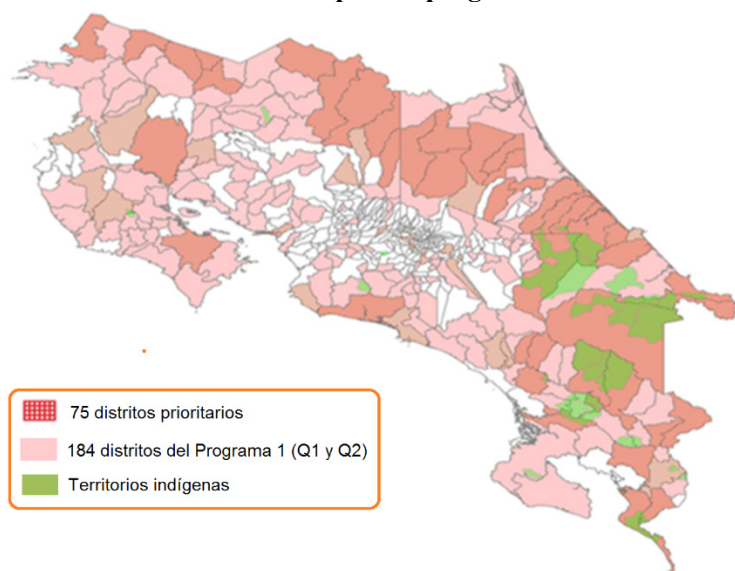 75 distritos prioritarios
184 distritos del Programa 1 (Q1 y Q2)
Territorios indígenas